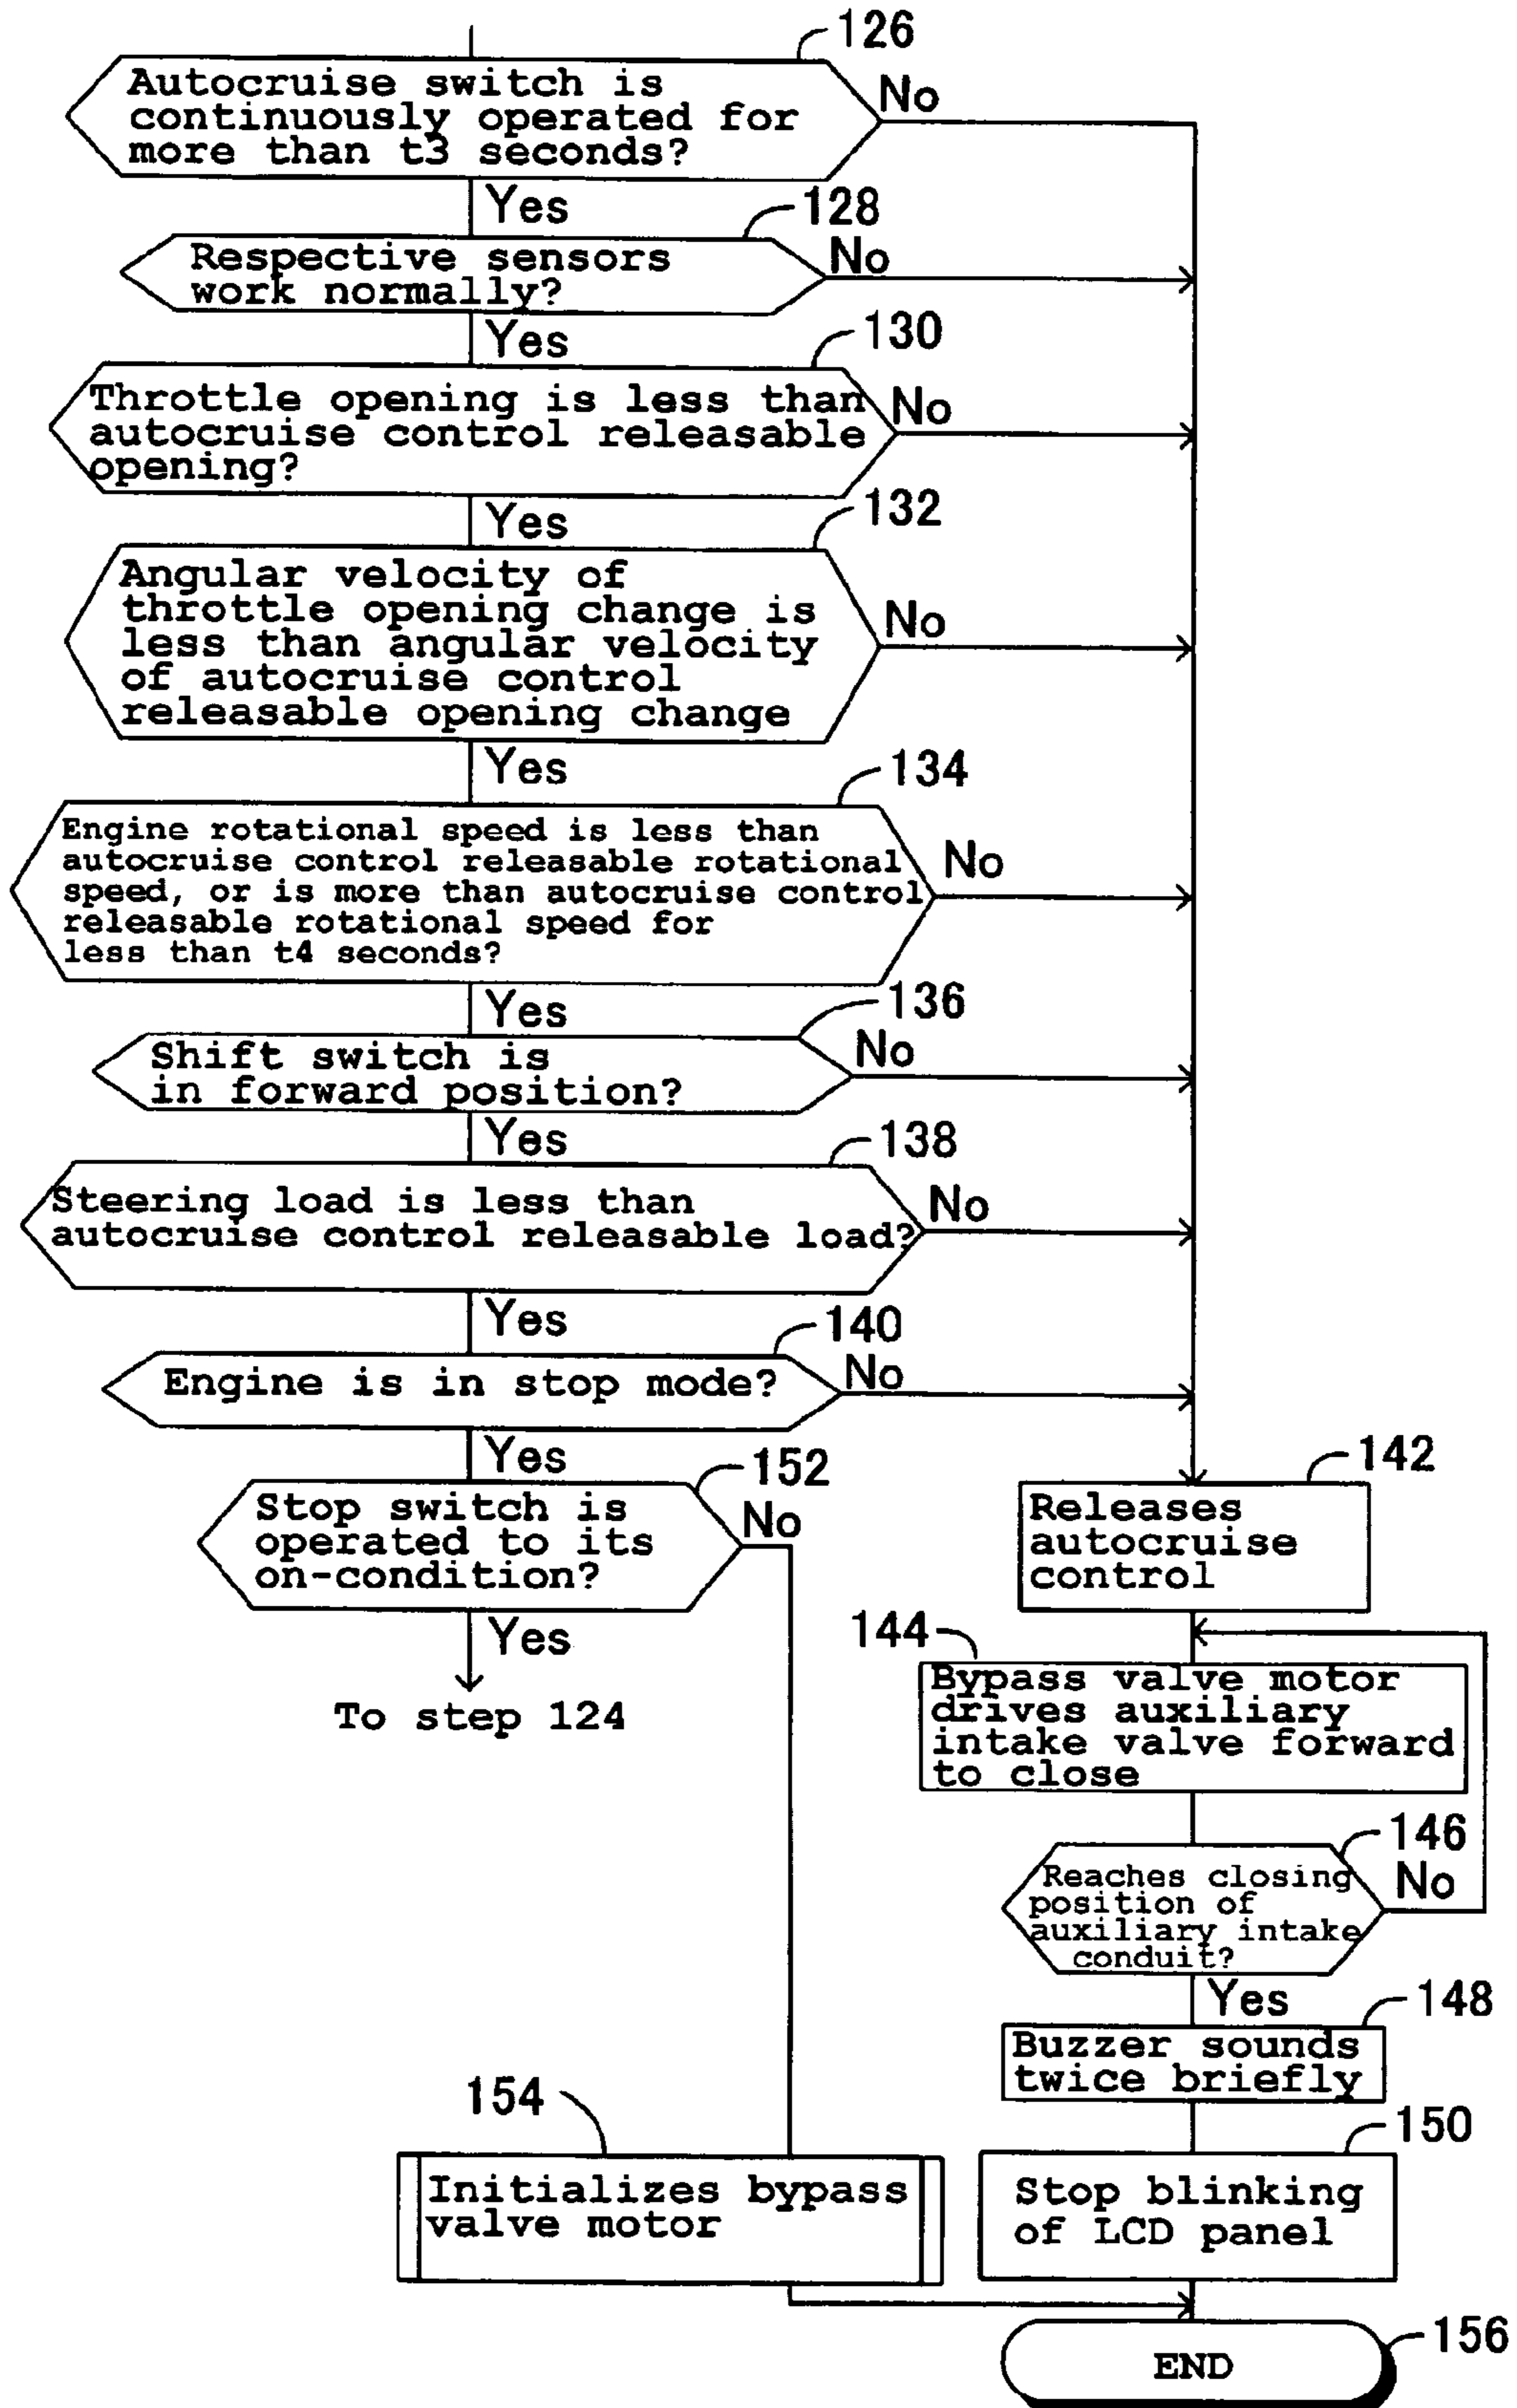 126
Autocruise switch is
continuously operated for
more than t3 seconds?
No
Yes
128
Respective sensors
work normally?
No
Yes
130
Throttle opening is less than
autocruise control releasable
opening?
No
Yes
132
Angular velocity of
throttle opening change is
less than angular velocity
of autocruise control
releasable opening change
No
Yes
134
Engine rotational speed is less than
autocruise control releasable rotational
speed, or is more than autocruise control
releasable rotational speed for
less than t4 seconds?
No
Yes
136
Shift switch is
in forward position?
No
Yes
138
Steering load is less than
autocruise control releasable load?
No
Yes
140
Engine is in stop mode?
No
Yes
152
Stop switch is
operated to its
on-condition?
No
Yes
To step 124
142
Releases
autocruise
control
144
Bypass valve motor
drives auxiliary
intake valve forward
to close
146
Reaches closing
position of
auxiliary intake
conduit?
No
Yes
148
Buzzer sounds
twice briefly
154
Initializes bypass
valve motor
150
Stop blinking
of LCD panel
156
END